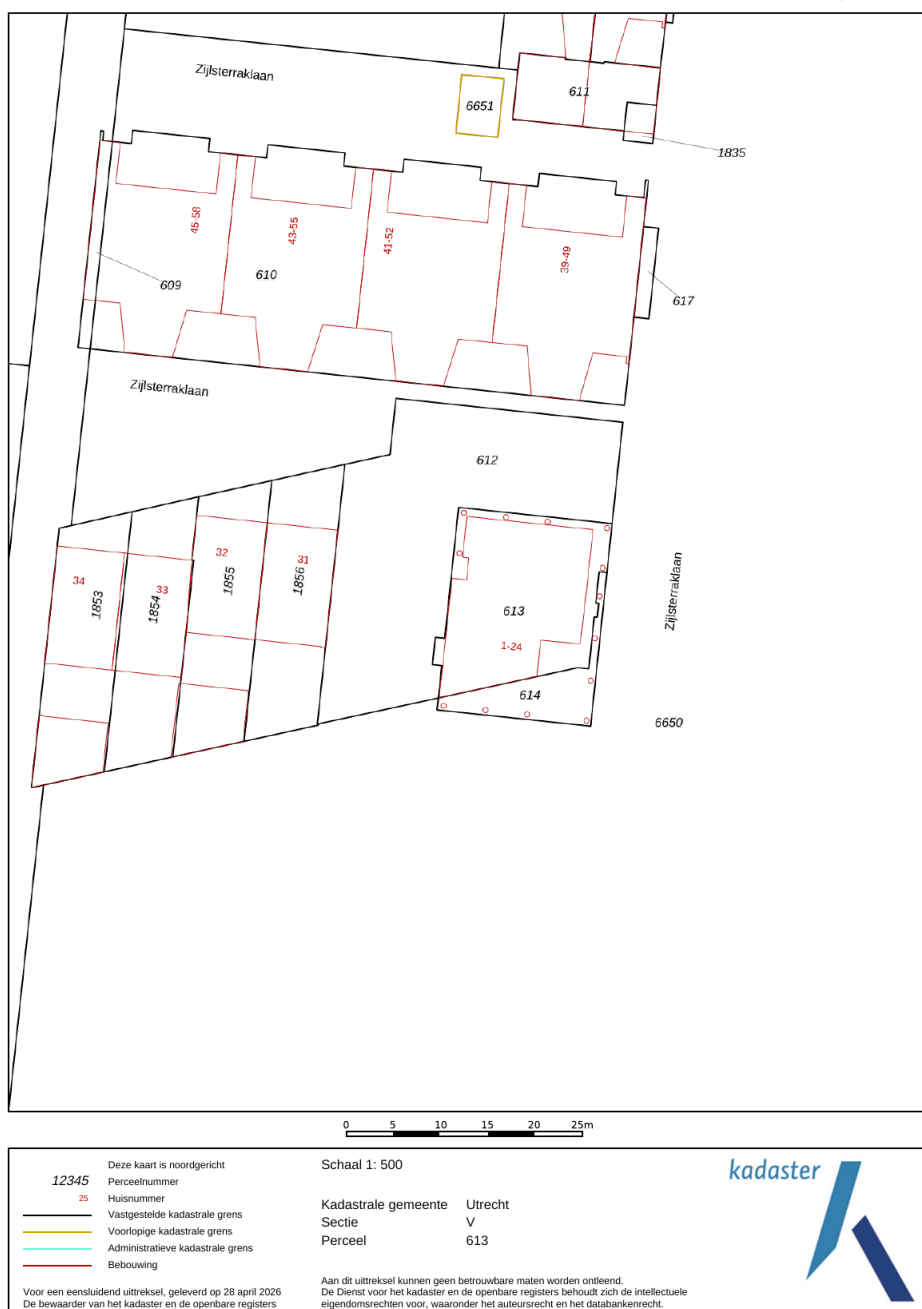 Zijlsterraklaan
6651
611
1835
45-58
43-55
41-52
39-49
609
610
617
Zijlsterraklaan
612
34
1853
33
1854
32
1855
31
1856
613
1-24
614
Zijlsterraklaan
6650
0 5 10 15 20 25m
Deze kaart is noordgericht
12345 Perceelnummer
25 Huisnummer
Vastgestelde kadastrale grens
Voorlopige kadastrale grens
Administratieve kadastrale grens
Bebouwing
Voor een eensluidend uittreksel, geleverd op 28 april 2026
De bewaarder van het kadaster en de openbare registers
Schaal 1: 500
Kadastrale gemeente Utrecht
Sectie V
Perceel 613
Aan dit uittreksel kunnen geen betrouwbare maten worden ontleend.
De Dienst voor het kadaster en de openbare registers behoudt zich de intellectuele
eigendomsrechten voor, waaronder het auteursrecht en het databankenrecht.
kadaster